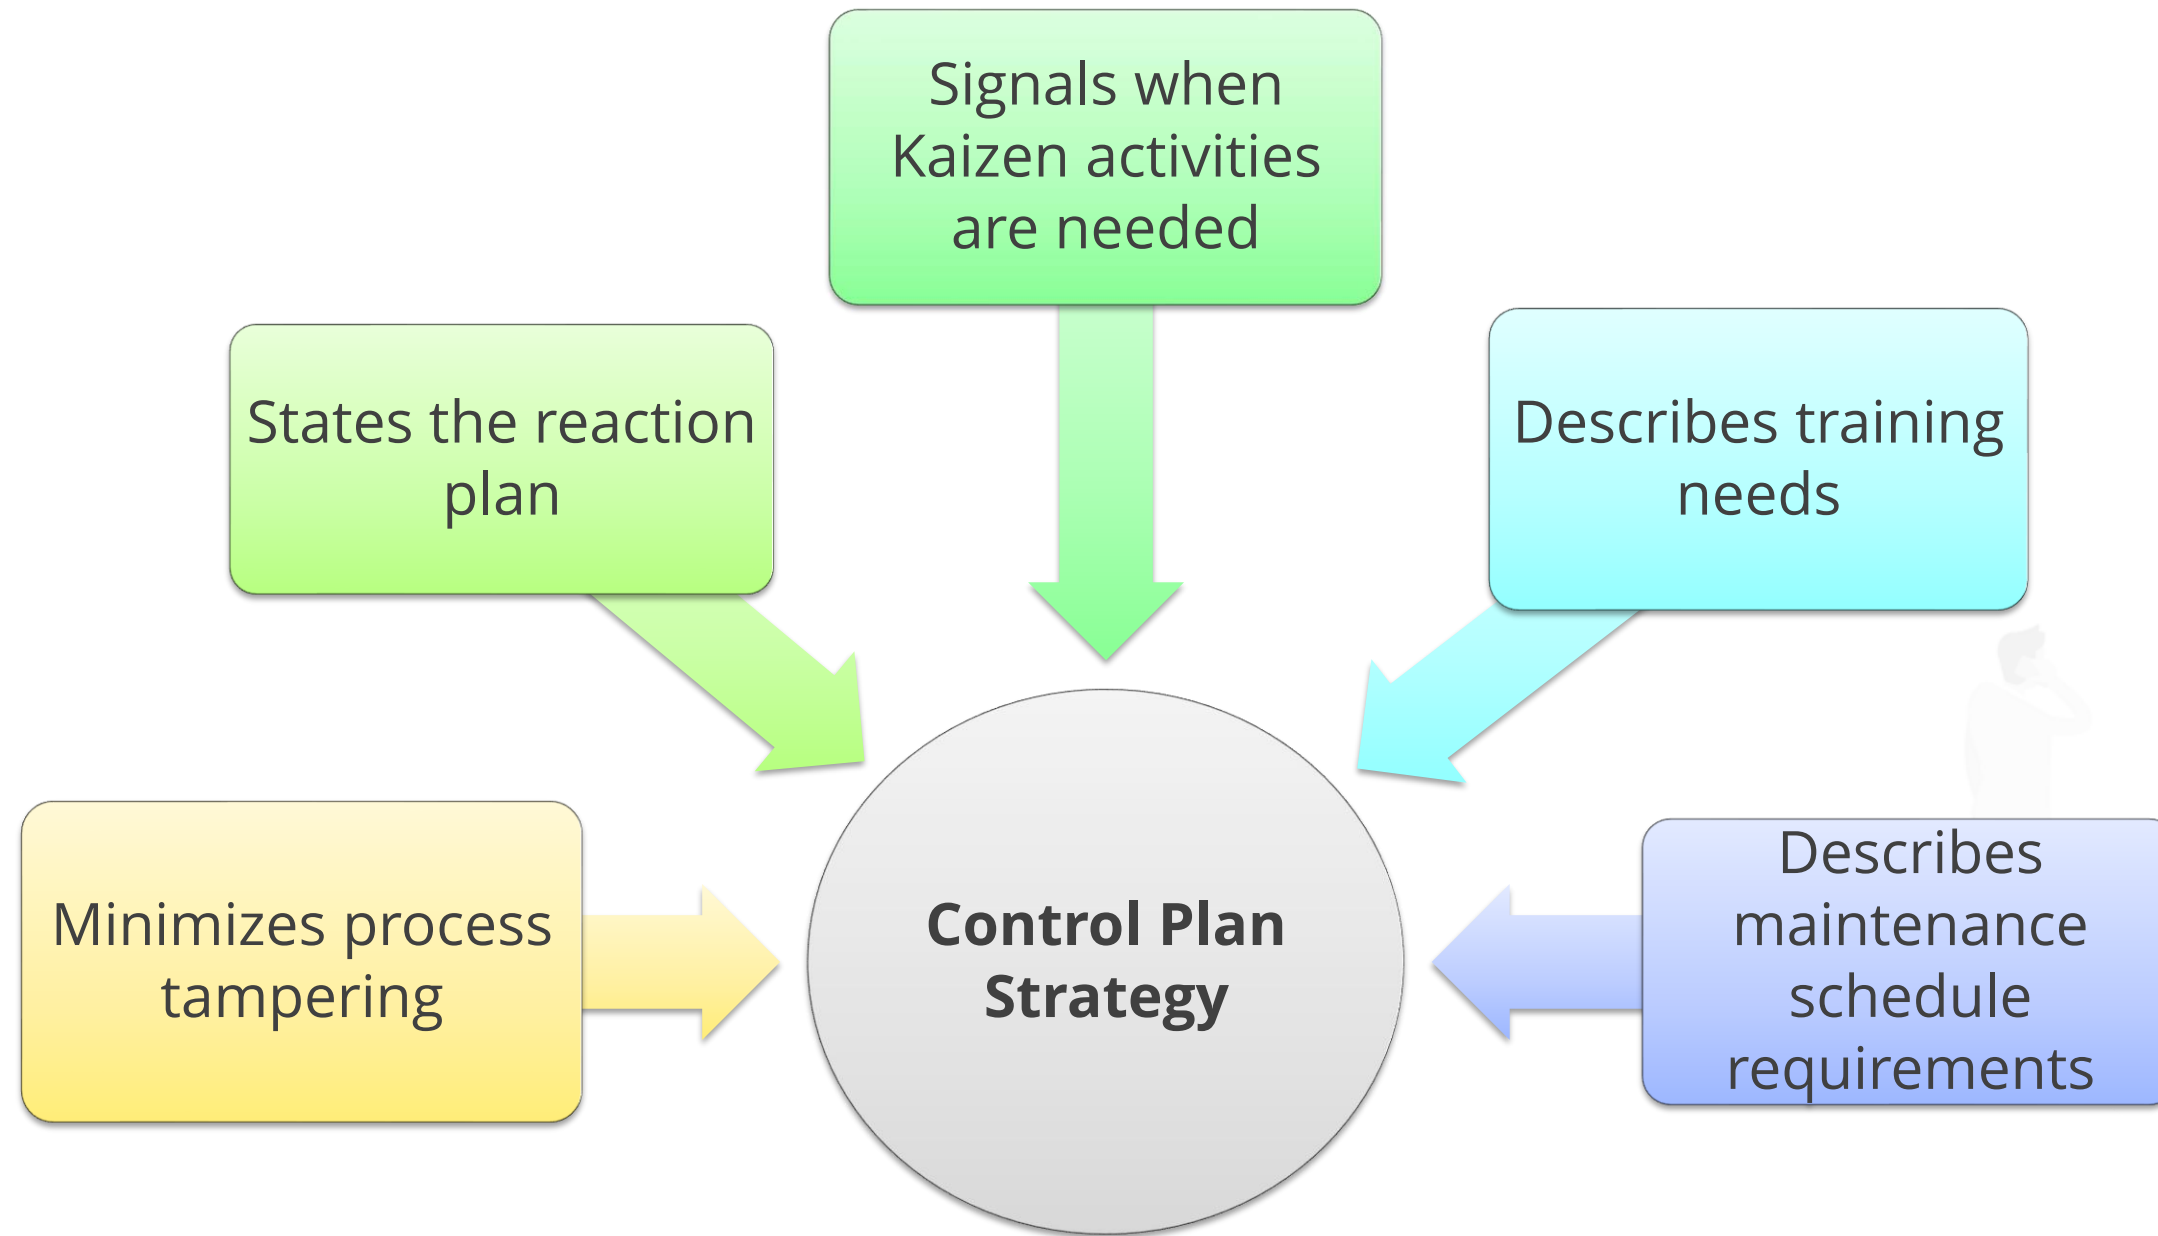 Signals when
Kaizen activities
are needed
States the reaction
plan
Describes training
needs
Minimizes process
tampering
Control Plan
Strategy
Describes
maintenance
schedule
requirements